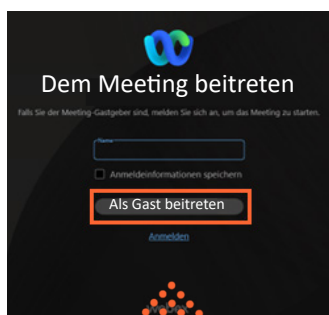 Dem Meeting beitreten
Falls Sie der Meeting-Gastgeber sind, melden Sie sich an, um das Meeting zu starten.
Name
Anmeldeinformationen speichern
Als Gast beitreten
Anmelden